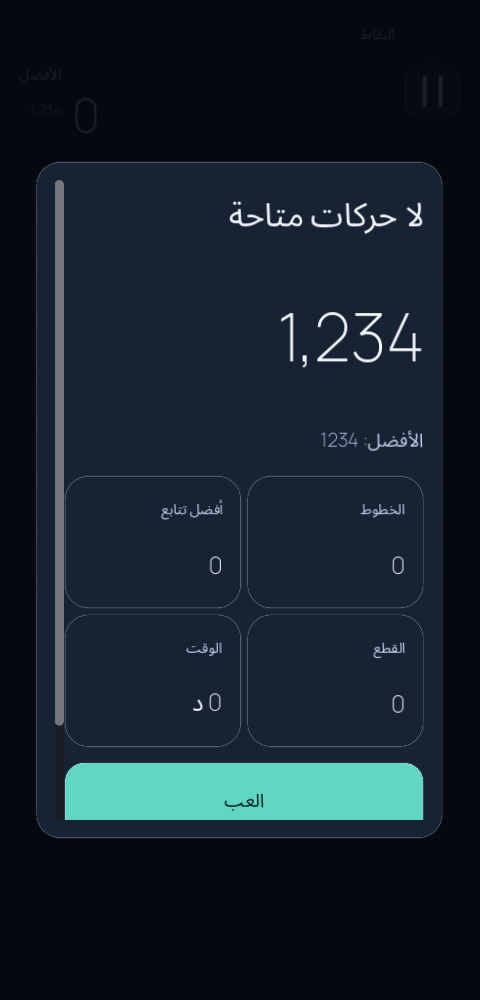 النقاط
الأفضل
1,234
0
لا حركات متاحة
1,234
الأفضل: 1234
الخطوط
0
أفضل تتابع
0
القطع
0
الوقت
0 د
العب